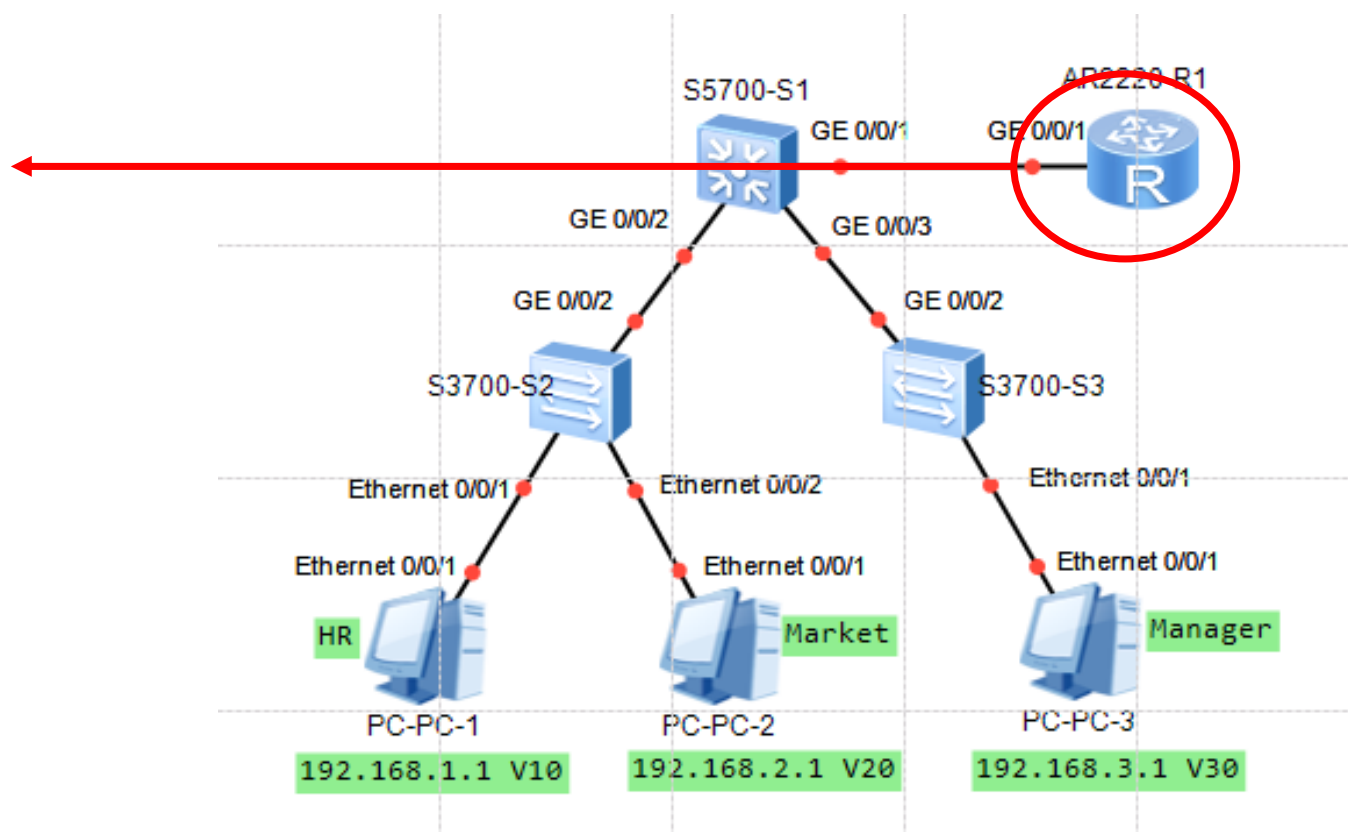 S5700-S1
AR2220-R1
GE 0/0/1
GE 0/0/1
R
GE 0/0/2
GE 0/0/3
GE 0/0/2
GE 0/0/2
S3700-S2
S3700-S3
Ethernet 0/0/1
Ethernet 0/0/2
Ethernet 0/0/1
Ethernet 0/0/1
Ethernet 0/0/1
Ethernet 0/0/1
HR
Market
Manager
PC-PC-1
PC-PC-2
PC-PC-3
192.168.1.1 V10
192.168.2.1 V20
192.168.3.1 V30